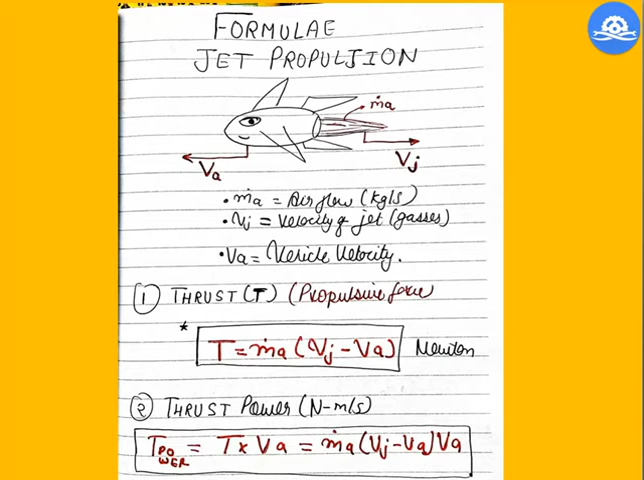 FORMULAE
JET PROPULSION
ṁa
Va
Vj
• ṁa = Air flow (kg/s)
• Vj = Velocity of jet (gasses)
• Va = Vehicle Velocity.
① THRUST (T) (Propulsive force
* T = ṁa (Vj - Va) Newton
② THRUST Power (N-m/s)
TPOWER = T × Va = ṁa (Vj - Va) Va